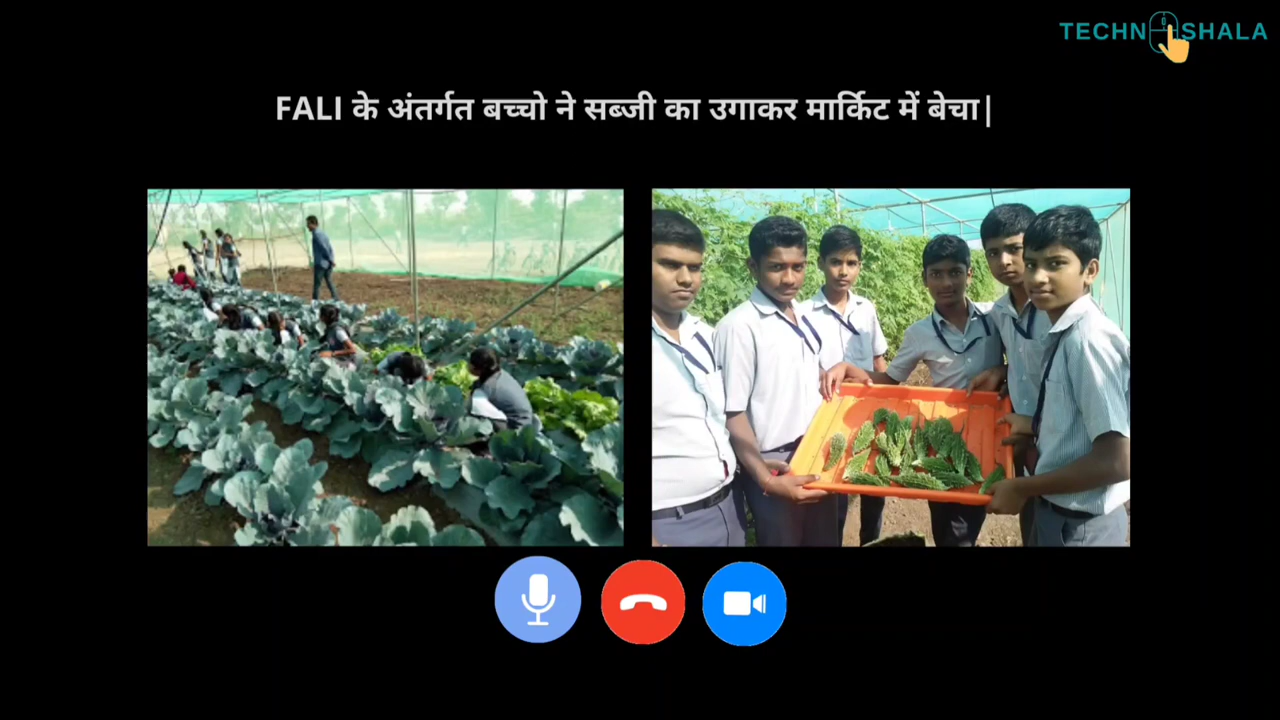 TECHNOSHALA
FALI के अंतर्गत बच्चो ने सब्जी का उगाकर मार्किट में बेचा|